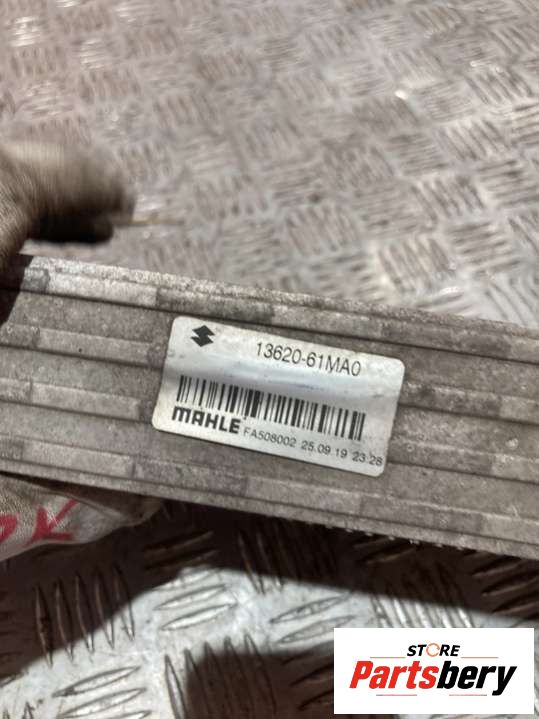 13620-61MA0
MAHLE FA508002 25.09.19 23 28
STORE
Partsbery